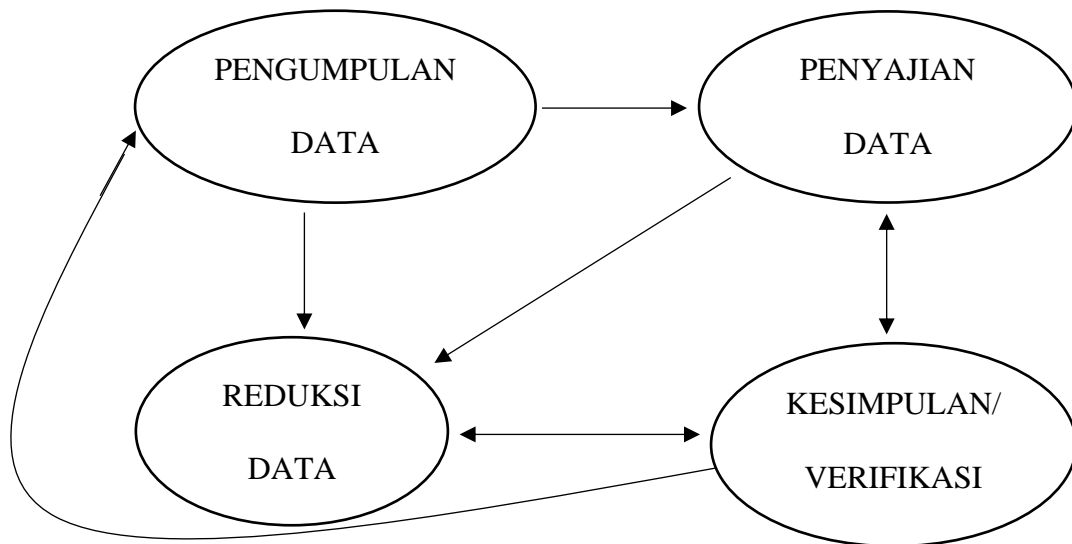 PENGUMPULAN
DATA
PENYAJIAN
DATA
REDUKSI
DATA
KESIMPULAN/
VERIFIKASI